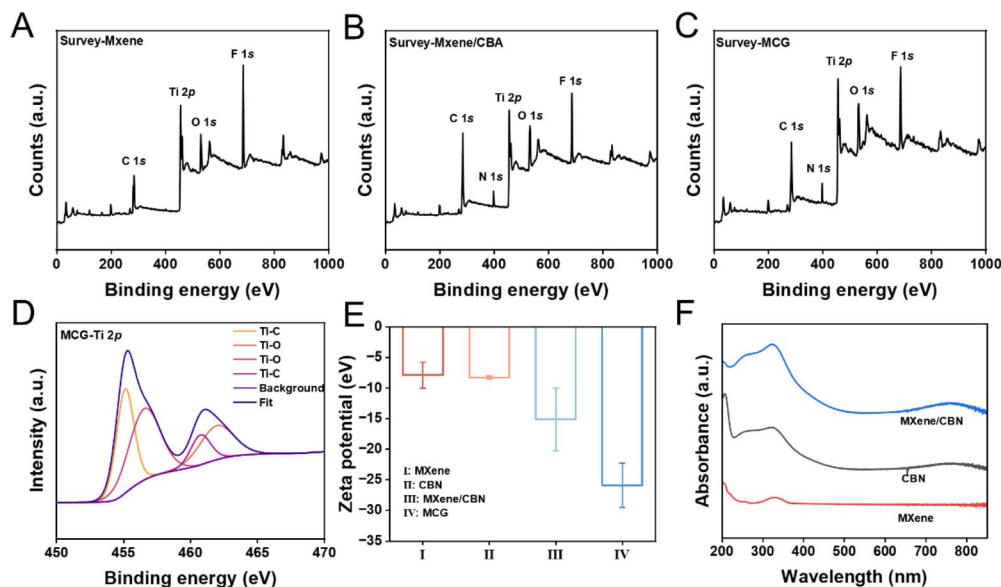 A
Survey-Mxene
Counts (a.u.)
C 1s
Ti 2p
O 1s
F 1s
0 200 400 600 800 1000
Binding energy (eV)
B
Survey-Mxene/CBA
Counts (a.u.)
C 1s
N 1s
Ti 2p
O 1s
F 1s
0 200 400 600 800 1000
Binding energy (eV)
C
Survey-MCG
Counts (a.u.)
C 1s
N 1s
Ti 2p
O 1s
F 1s
0 200 400 600 800 1000
Binding energy (eV)
D
MCG-Ti 2p
Ti-C
Ti-O
Ti-O
Ti-C
Background
Fit
Intensity (a.u.)
450 455 460 465 470
Binding energy (eV)
E
Zeta potential (eV)
0
−5
−10
−15
−20
−25
−30
−35
I: MXene
II: CBN
III: MXene/CBN
IV: MCG
I II III IV
F
Absorbance (a.u.)
MXene/CBN
CBN
MXene
200 300 400 500 600 700 800
Wavelength (nm)